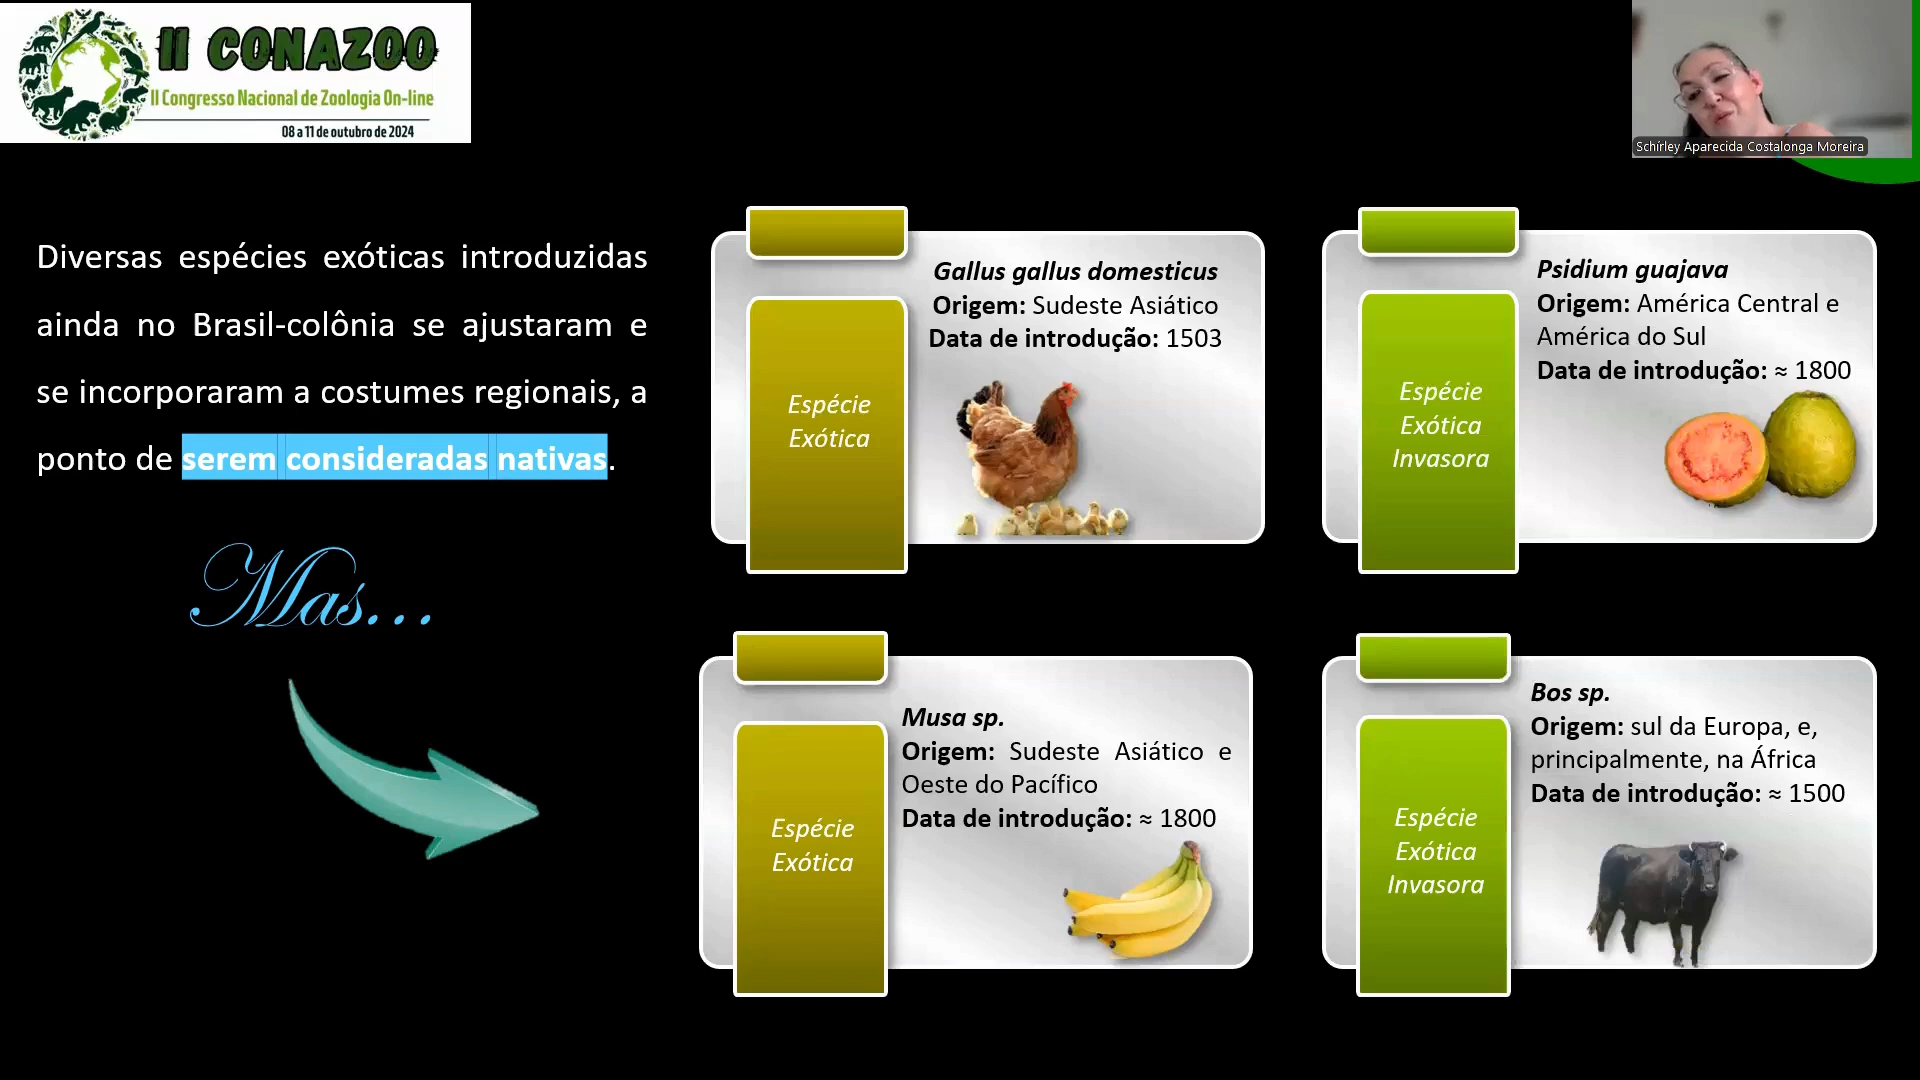 II CONAZOO
II Congresso Nacional de Zoologia On-line
08 a 11 de outubro de 2024
Schírley Aparecida Costalonga Moreira
Diversas espécies exóticas introduzidas
ainda no Brasil-colônia se ajustaram e
se incorporaram a costumes regionais, a
ponto de serem consideradas nativas.
Mas...
Gallus gallus domesticus
Origem: Sudeste Asiático
Data de introdução: 1503
Espécie
Exótica
Psidium guajava
Origem: América Central e
América do Sul
Data de introdução: ≈ 1800
Espécie
Exótica
Invasora
Musa sp.
Origem: Sudeste Asiático e
Oeste do Pacífico
Data de introdução: ≈ 1800
Espécie
Exótica
Bos sp.
Origem: sul da Europa, e,
principalmente, na África
Data de introdução: ≈ 1500
Espécie
Exótica
Invasora